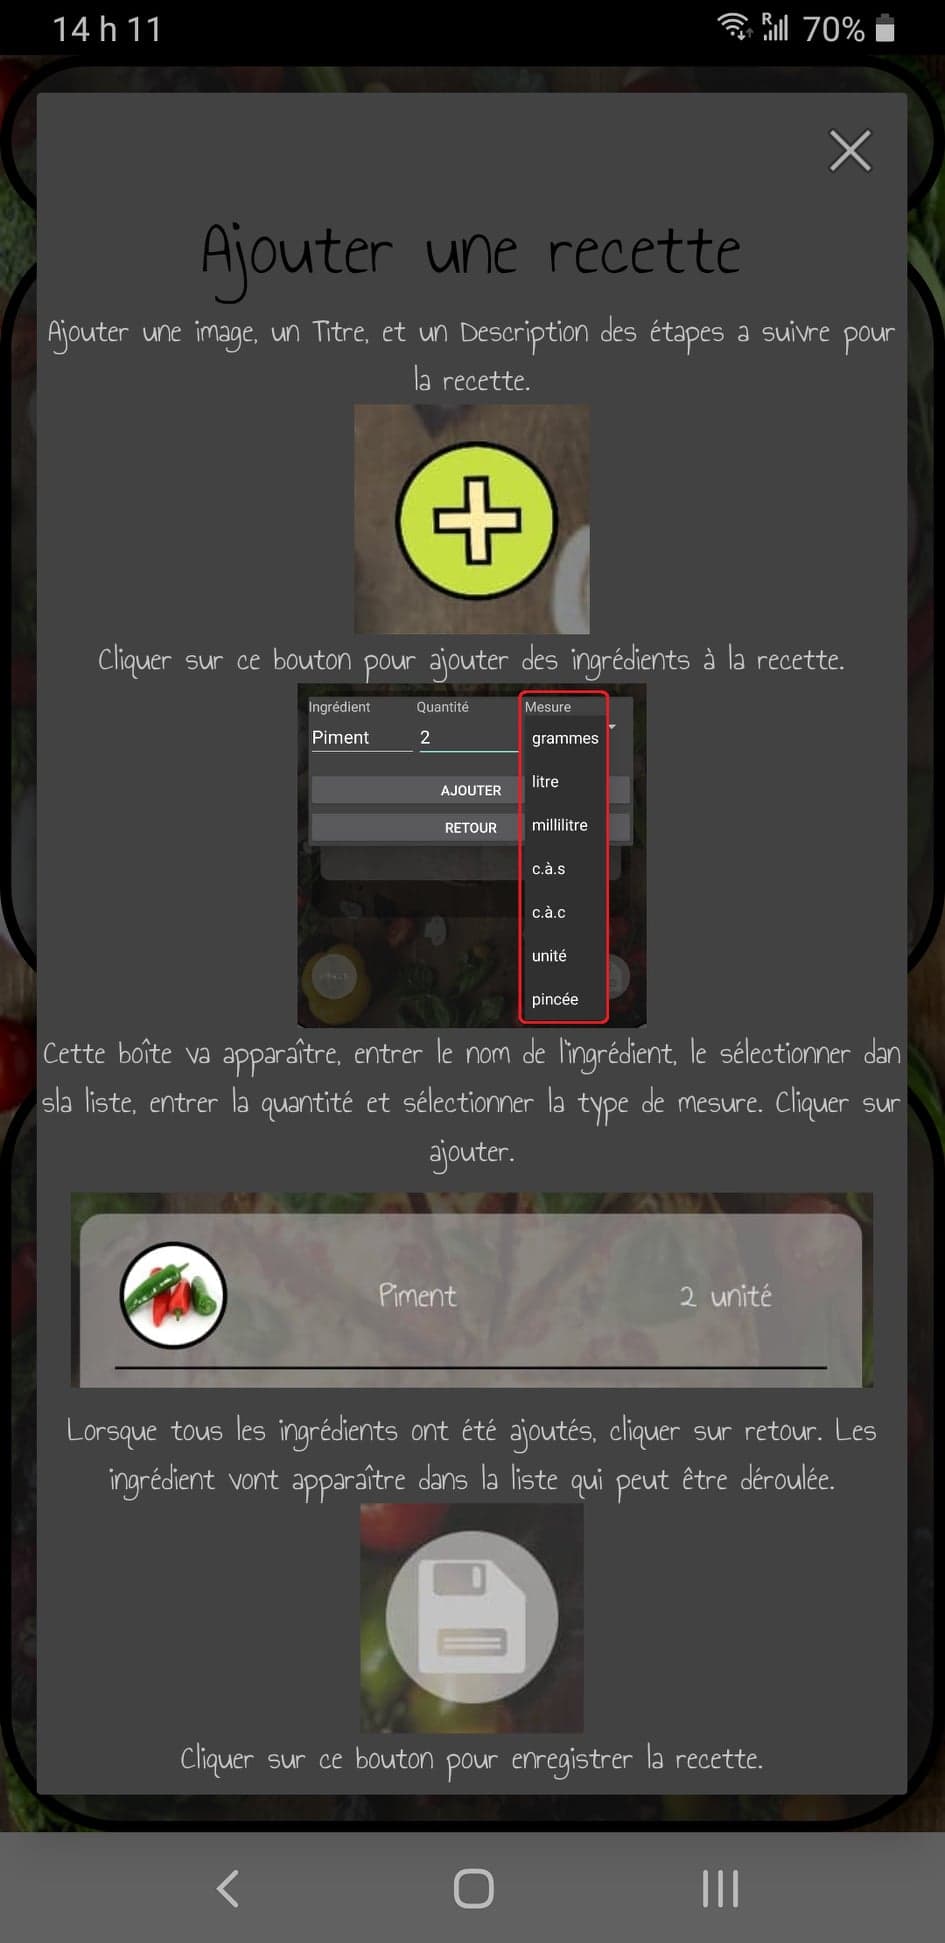 14 h 11
R 70%
Ajouter une recette
Ajouter une image, un Titre, et un Description des étapes a suivre pour
la recette.
Cliquer sur ce bouton pour ajouter des ingrédients à la recette.
Ingrédient Quantité Mesure
Piment 2 grammes
litre
AJOUTER
RETOUR millilitre
c.à.s
c.à.c
unité
pincée
Cette boîte va apparaître, entrer le nom de l'ingrédient, le sélectionner dan
sla liste, entrer la quantité et sélectionner la type de mesure. Cliquer sur
ajouter.
Piment 2 unité
Lorsque tous les ingrédients ont été ajoutés, cliquer sur retour. Les
ingrédient vont apparaître dans la liste qui peut être déroulée.
Cliquer sur ce bouton pour enregistrer la recette.